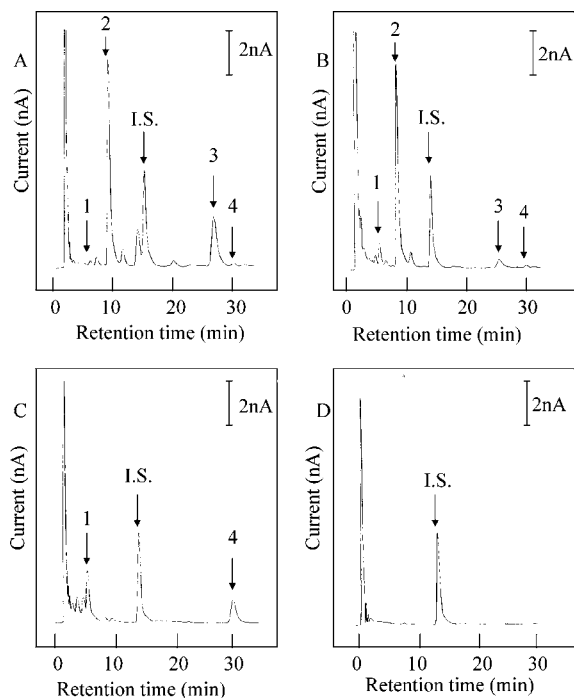 A
2
2nA
I.S.
3
1
4
Current (nA)
0 10 20 30
Retention time (min)
B
2
2nA
I.S.
1
3
4
Current (nA)
0 10 20 30
Retention time (min)
C
2nA
I.S.
1
4
Current (nA)
0 10 20 30
Retention time (min)
D
2nA
I.S.
Current (nA)
0 10 20 30
Retention time (min)